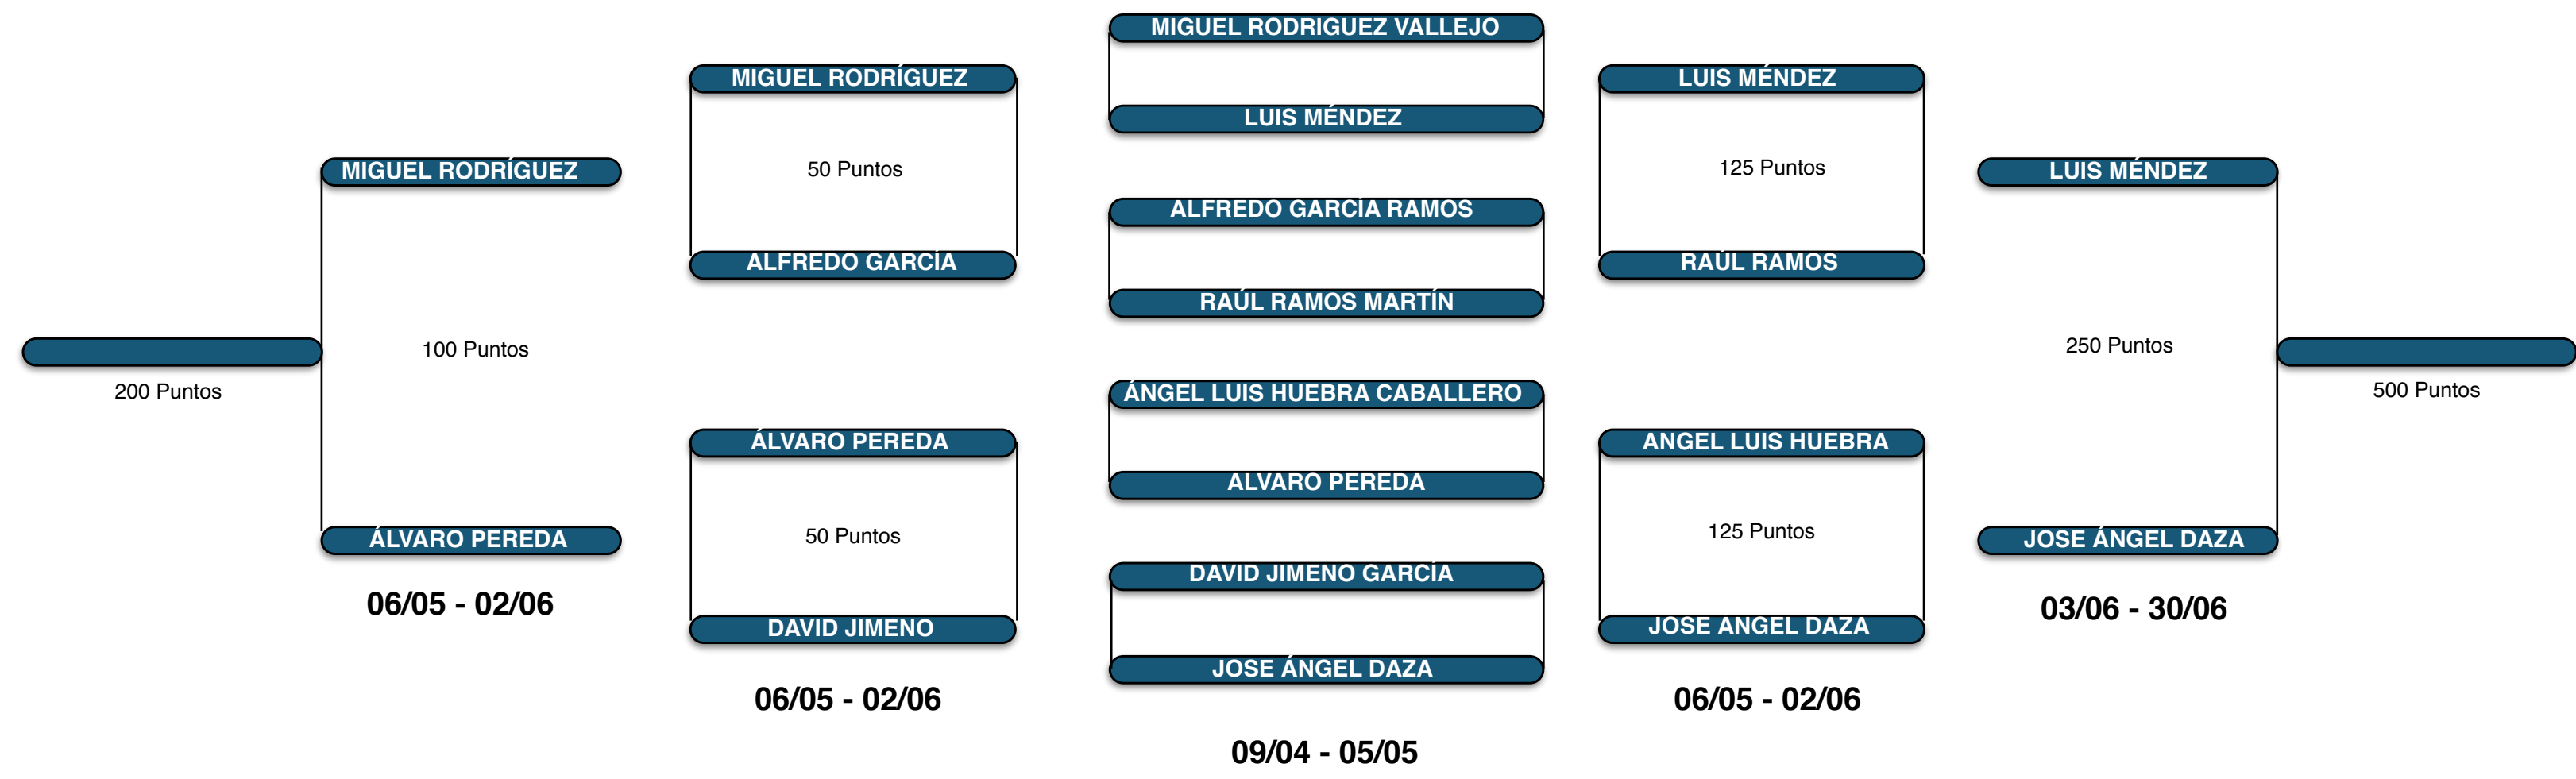 MIGUEL RODRIGUEZ VALLEJO
LUIS MÉNDEZ
ALFREDO GARCÍA RAMOS
RAÚL RAMOS MARTÍN
ÁNGEL LUIS HUEBRA CABALLERO
ÁLVARO PEREDA
DAVID JIMENO GARCÍA
JOSE ÁNGEL DAZA
09/04 - 05/05
MIGUEL RODRÍGUEZ
50 Puntos
ALFREDO GARCÍA
ÁLVARO PEREDA
50 Puntos
DAVID JIMENO
06/05 - 02/06
MIGUEL RODRÍGUEZ
100 Puntos
ÁLVARO PEREDA
06/05 - 02/06
200 Puntos
LUIS MÉNDEZ
125 Puntos
RAÚL RAMOS
ANGEL LUIS HUEBRA
125 Puntos
JOSE ÁNGEL DAZA
06/05 - 02/06
LUIS MÉNDEZ
250 Puntos
JOSE ÁNGEL DAZA
03/06 - 30/06
500 Puntos